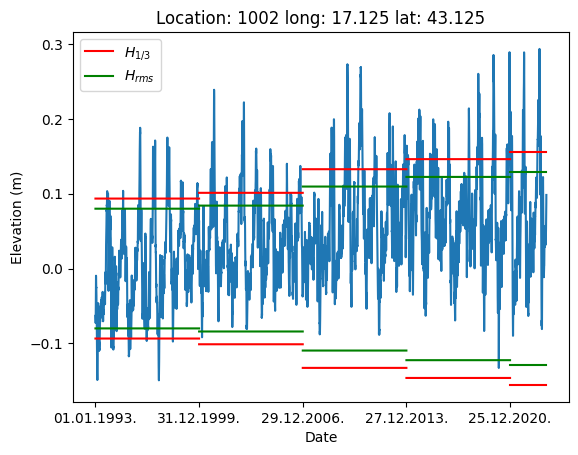 Location: 1002 long: 17.125 lat: 43.125
H1/3
Hrms
Elevation (m)
0.3
0.2
0.1
0.0
−0.1
01.01.1993. 31.12.1999. 29.12.2006. 27.12.2013. 25.12.2020.
Date